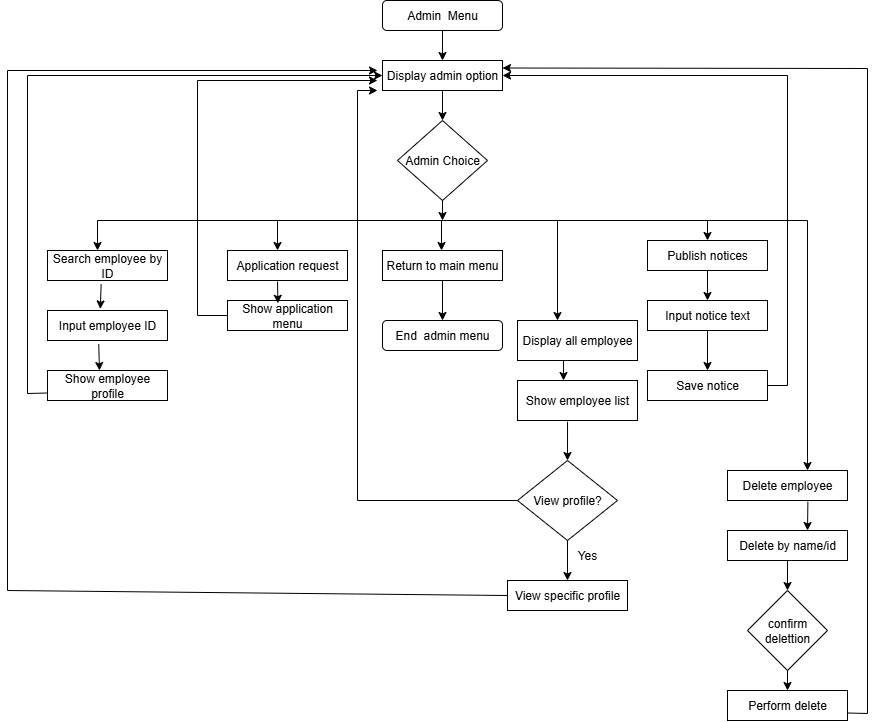 Admin Menu
Display admin option
Admin Choice
Search employee by
ID
Input employee ID
Show employee
profile
Application request
Show application
menu
Return to main menu
End admin menu
Display all employee
Show employee list
View profile?
Yes
View specific profile
Publish notices
Input notice text
Save notice
Delete employee
Delete by name/id
confirm
delettion
Perform delete